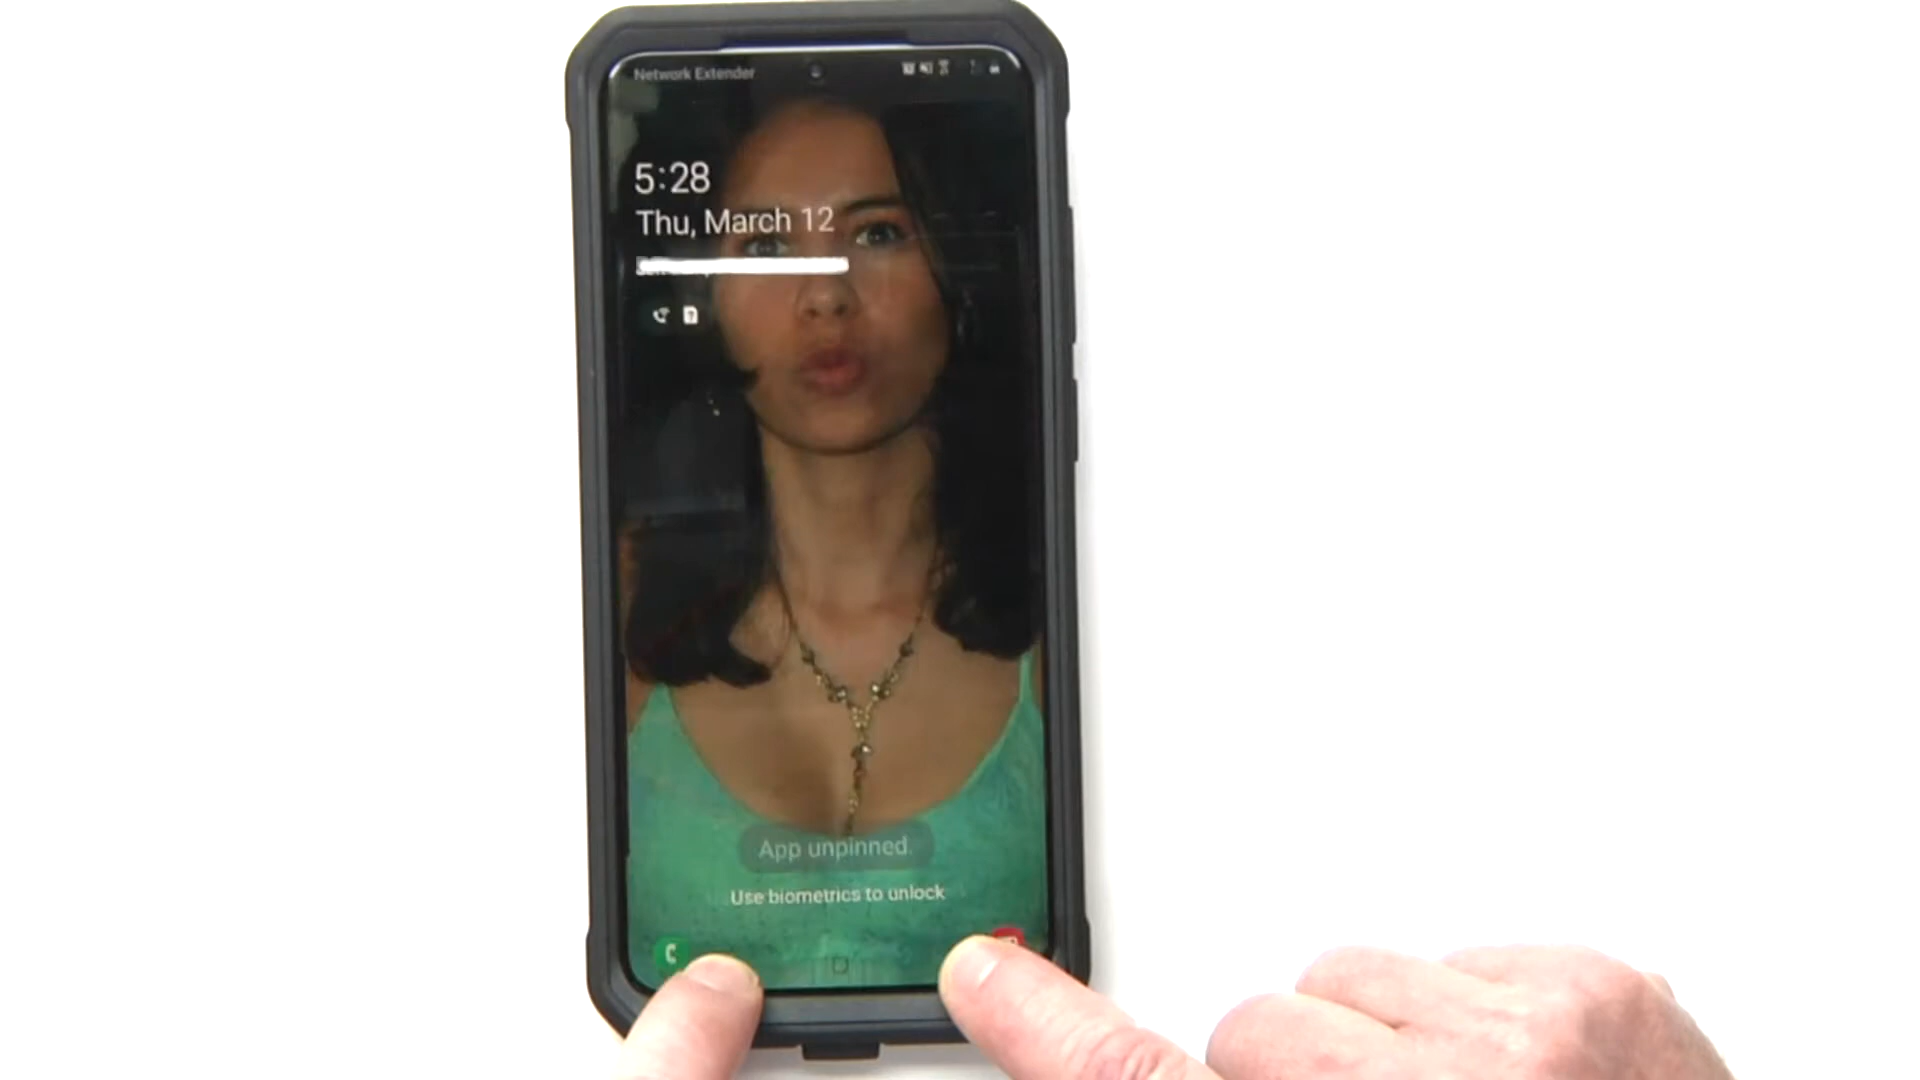 Network Extender
5:28
Thu, March 12
App unpinned.
Use biometrics to unlock